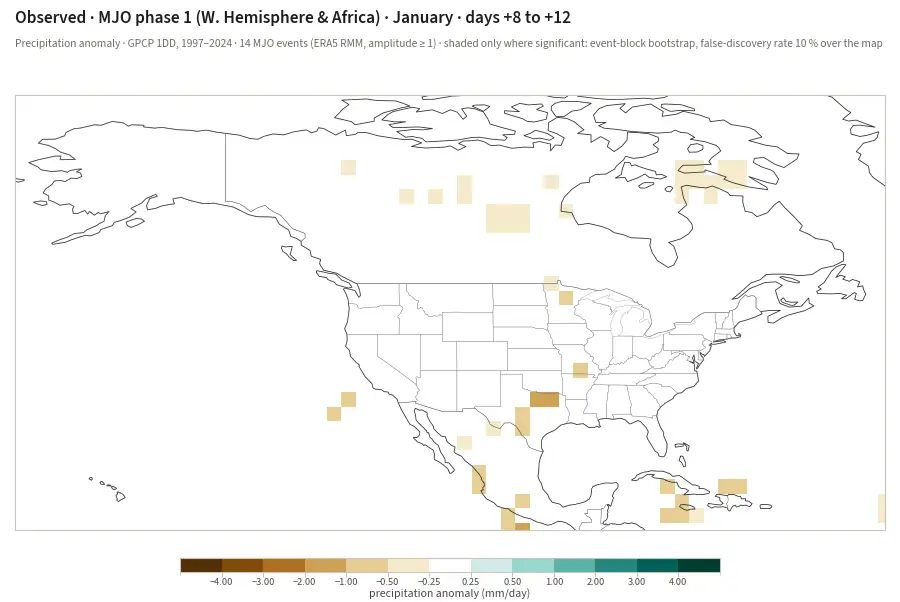 Observed · MJO phase 1 (W. Hemisphere & Africa) · January · days +8 to +12
Precipitation anomaly · GPCP 1DD, 1997–2024 · 14 MJO events (ERA5 RMM, amplitude ≥ 1) · shaded only where significant: event-block bootstrap, false-discovery rate 10 % over the map
−4.00 −3.00 −2.00 −1.00 −0.50 −0.25 0.25 0.50 1.00 2.00 3.00 4.00
precipitation anomaly (mm/day)